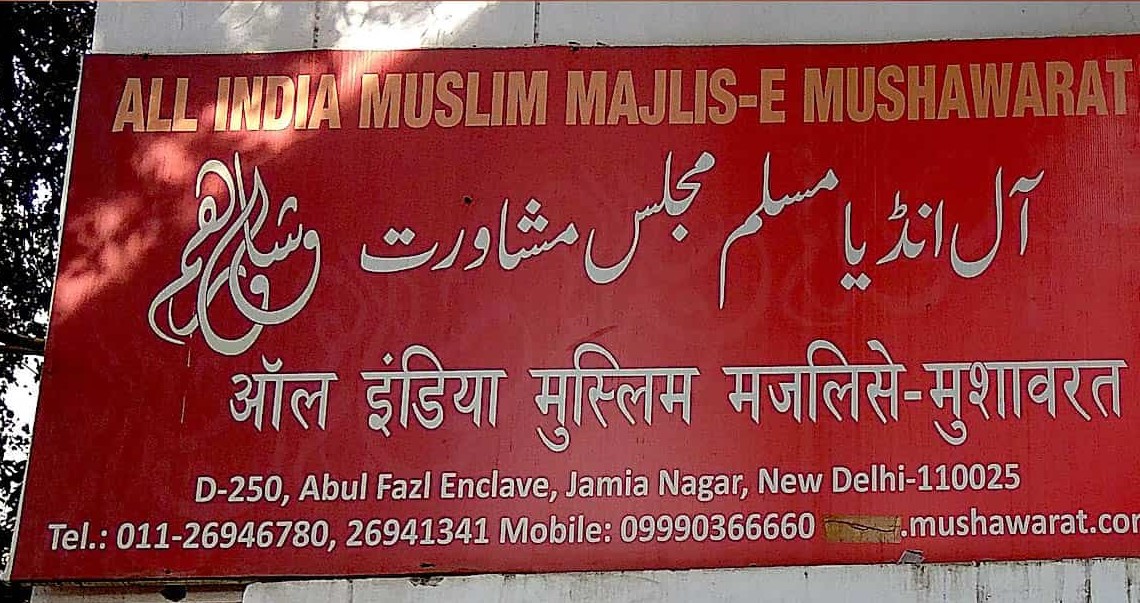 ALL INDIA MUSLIM MAJLIS-E MUSHAWARAT
آل انڈیا مسلم مجلس مشاورت وشاورهم
ऑल इंडिया मुस्लिम मजलिसे-मुशावरत
D-250, Abul Fazl Enclave, Jamia Nagar, New Delhi-110025
Tel.: 011-26946780, 26941341 Mobile: 09990366660 .mushawarat.com